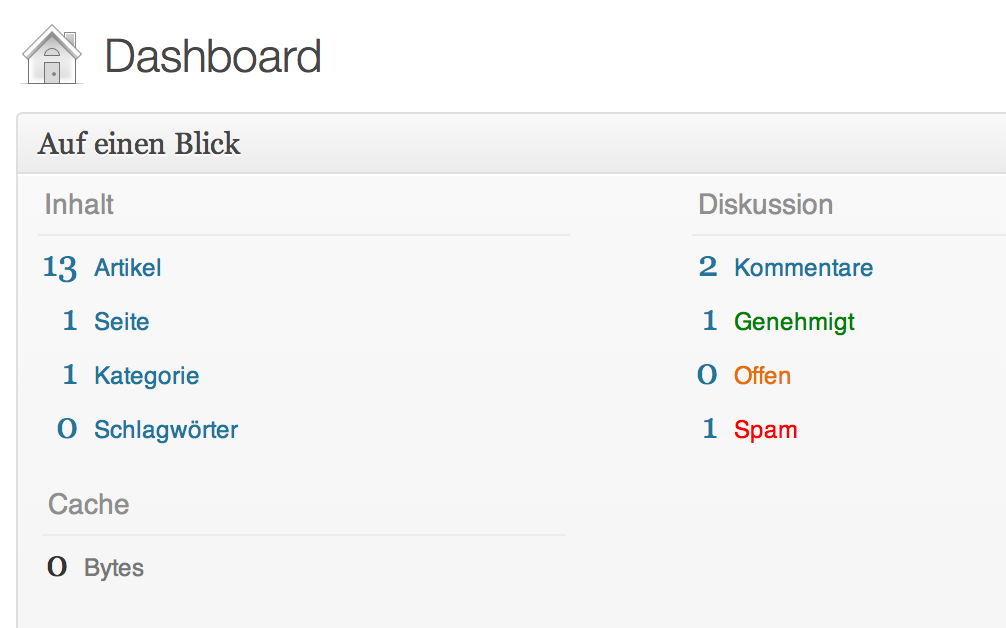 Dashboard
Auf einen Blick
Inhalt
13 Artikel
1 Seite
1 Kategorie
0 Schlagwörter
Cache
0 Bytes
Diskussion
2 Kommentare
1 Genehmigt
0 Offen
1 Spam